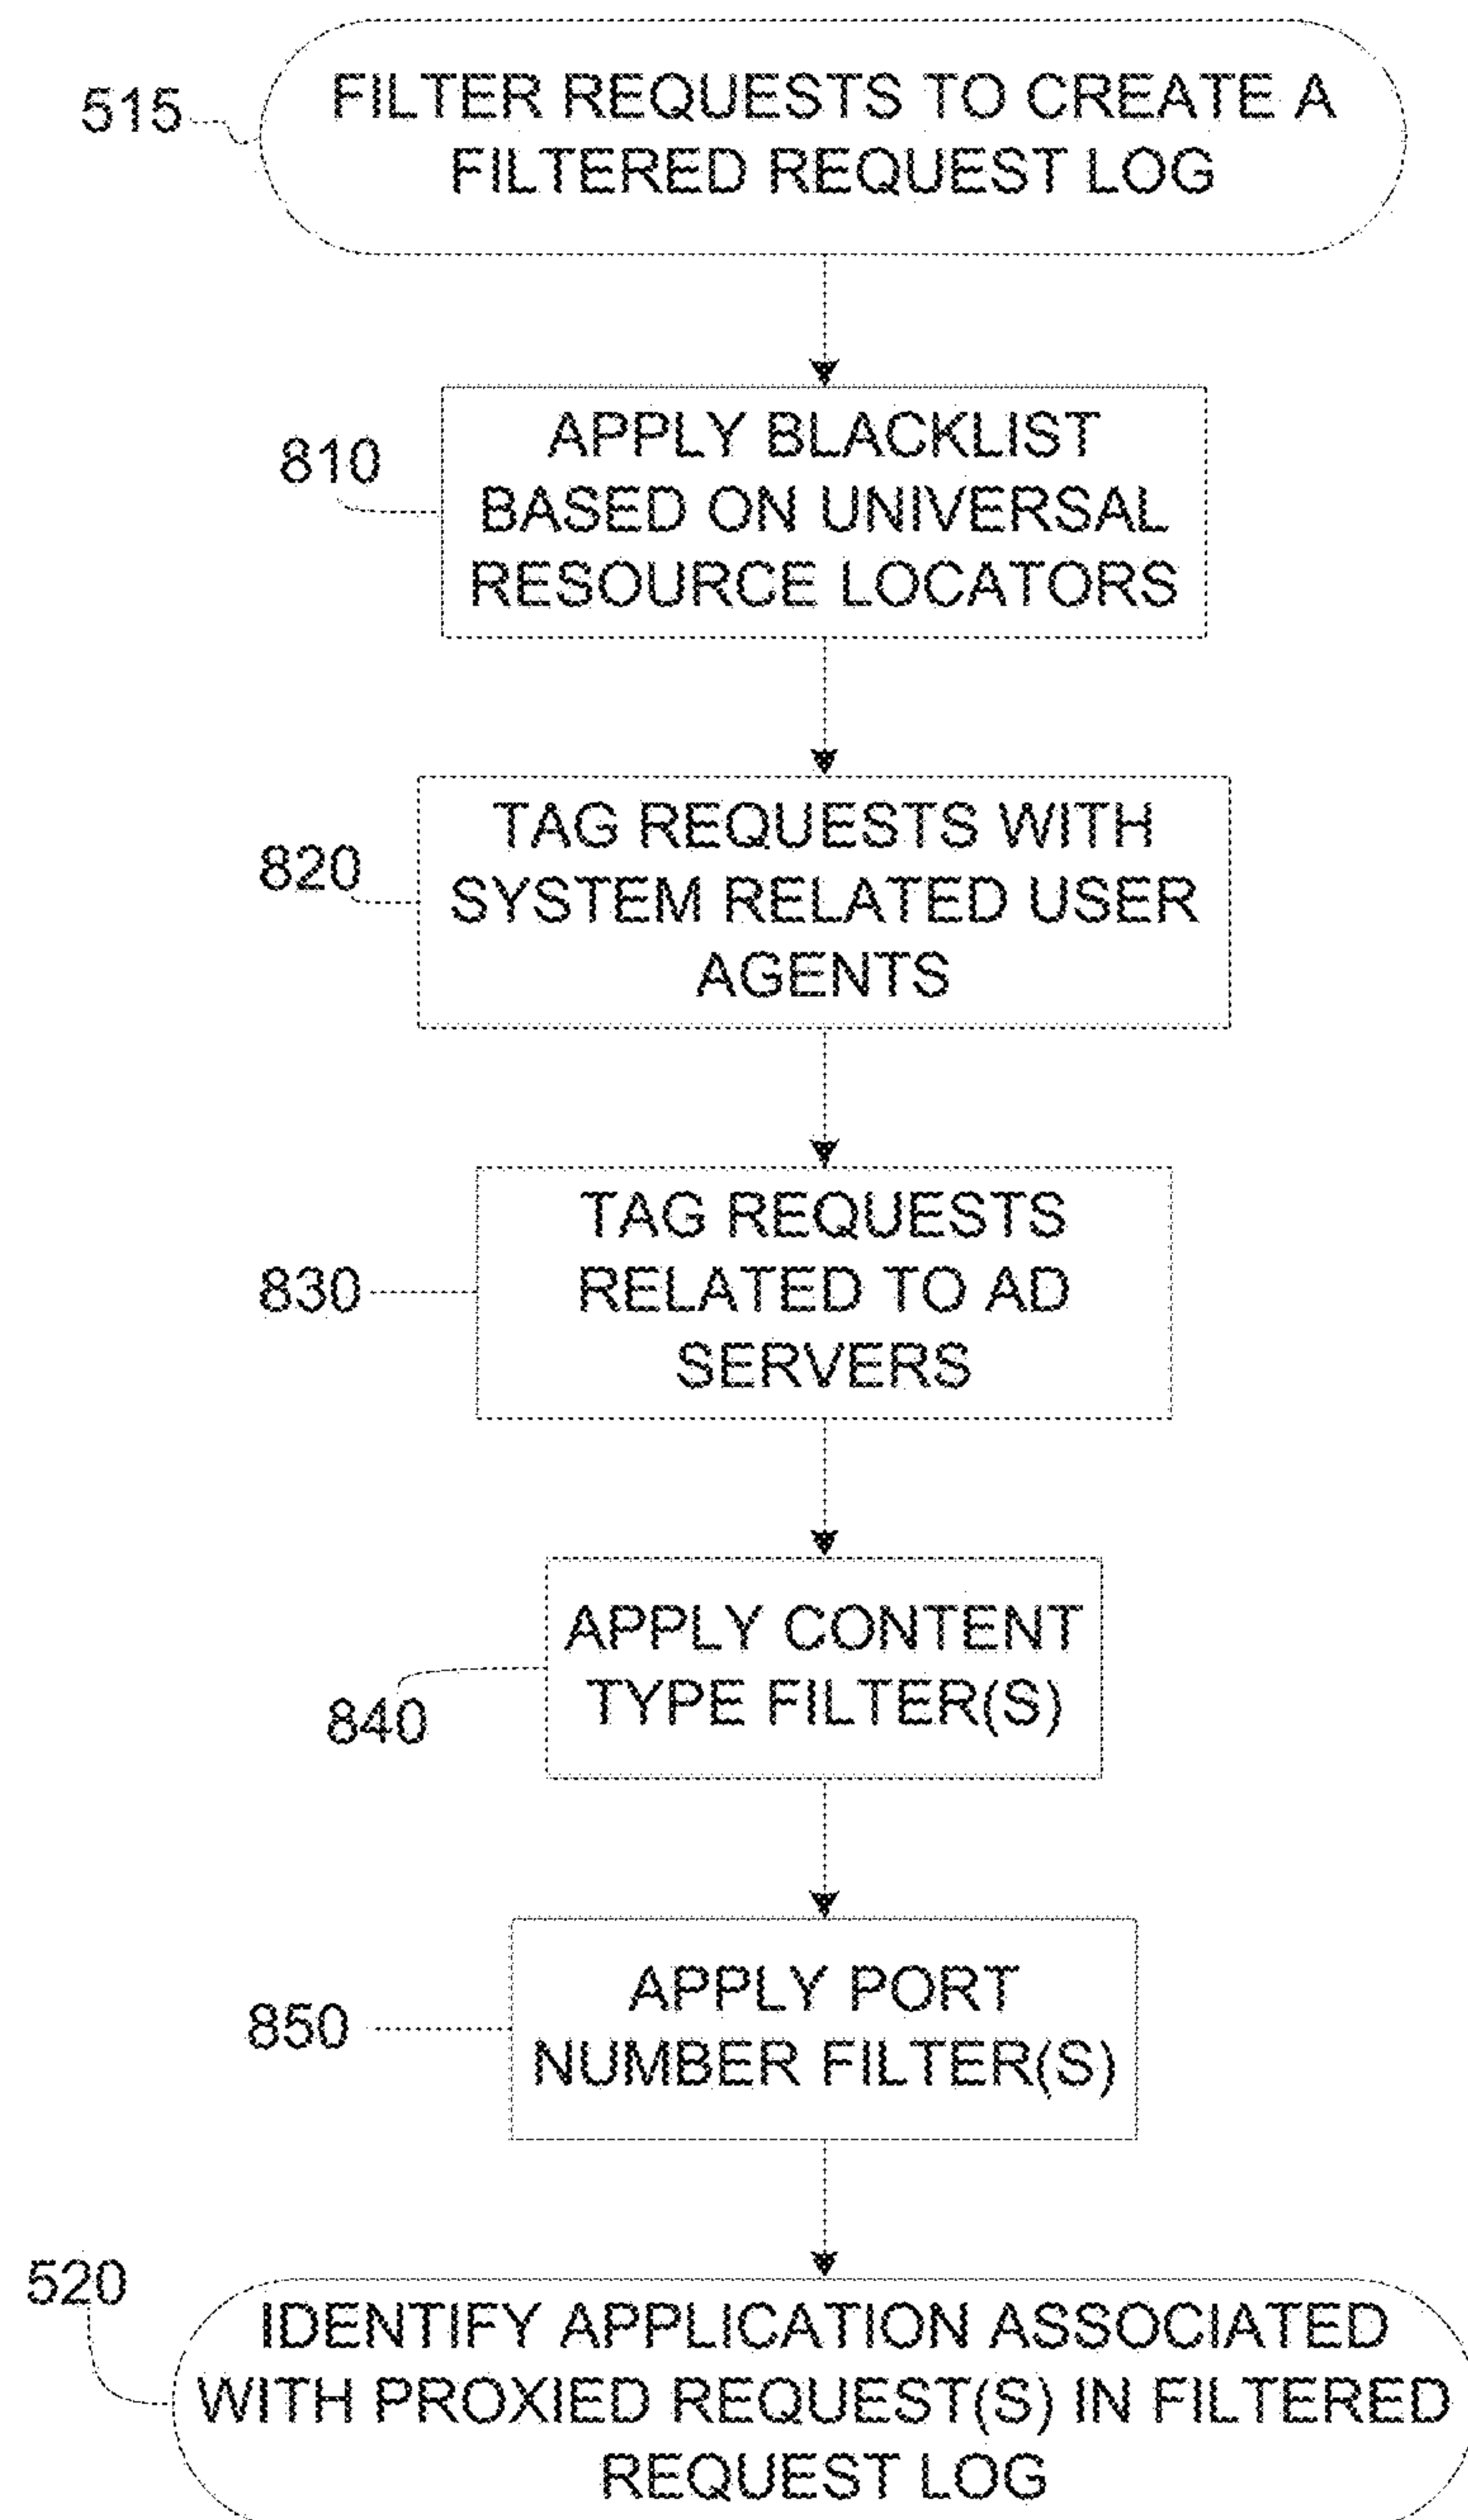 515
FILTER REQUESTS TO CREATE A
FILTERED REQUEST LOG
810
APPLY BLACKLIST
BASED ON UNIVERSAL
RESOURCE LOCATORS
820
TAG REQUESTS WITH
SYSTEM RELATED USER
AGENTS
830
TAG REQUESTS
RELATED TO AD
SERVERS
840
APPLY CONTENT
TYPE FILTER(S)
850
APPLY PORT
NUMBER FILTER(S)
520
IDENTIFY APPLICATION ASSOCIATED
WITH PROXIED REQUEST(S) IN FILTERED
REQUEST LOG